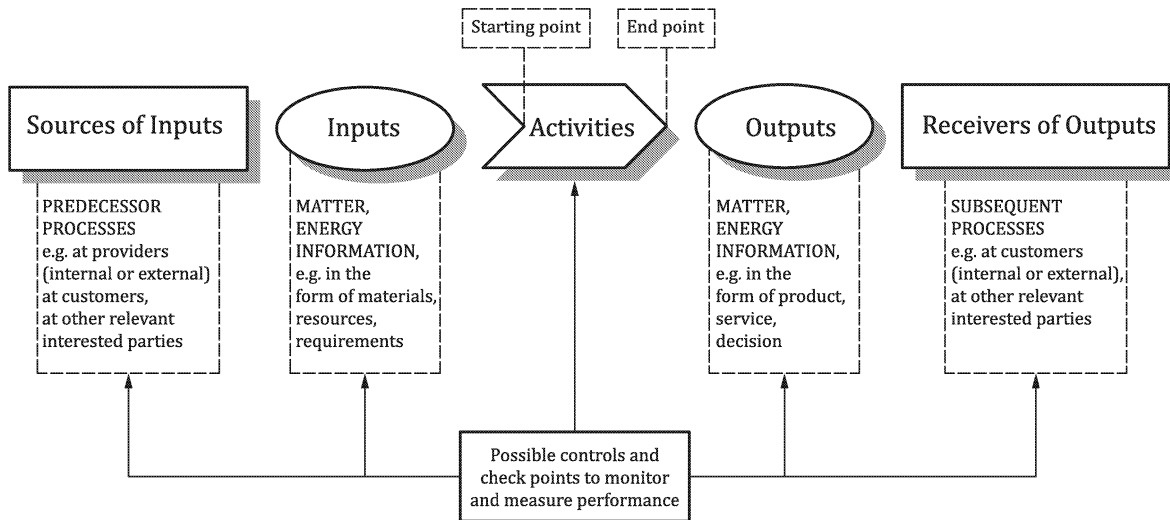 Starting point
End point
Sources of Inputs
Inputs
Activities
Outputs
Receivers of Outputs
PREDECESSOR
PROCESSES
e.g. at providers
(internal or external)
at customers,
at other relevant
interested parties
MATTER,
ENERGY
INFORMATION,
e.g. in the
form of materials,
resources,
requirements
MATTER,
ENERGY
INFORMATION,
e.g. in the
form of product,
service,
decision
SUBSEQUENT
PROCESSES
e.g. at customers
(internal or external),
at other relevant
interested parties
Possible controls and
check points to monitor
and measure performance